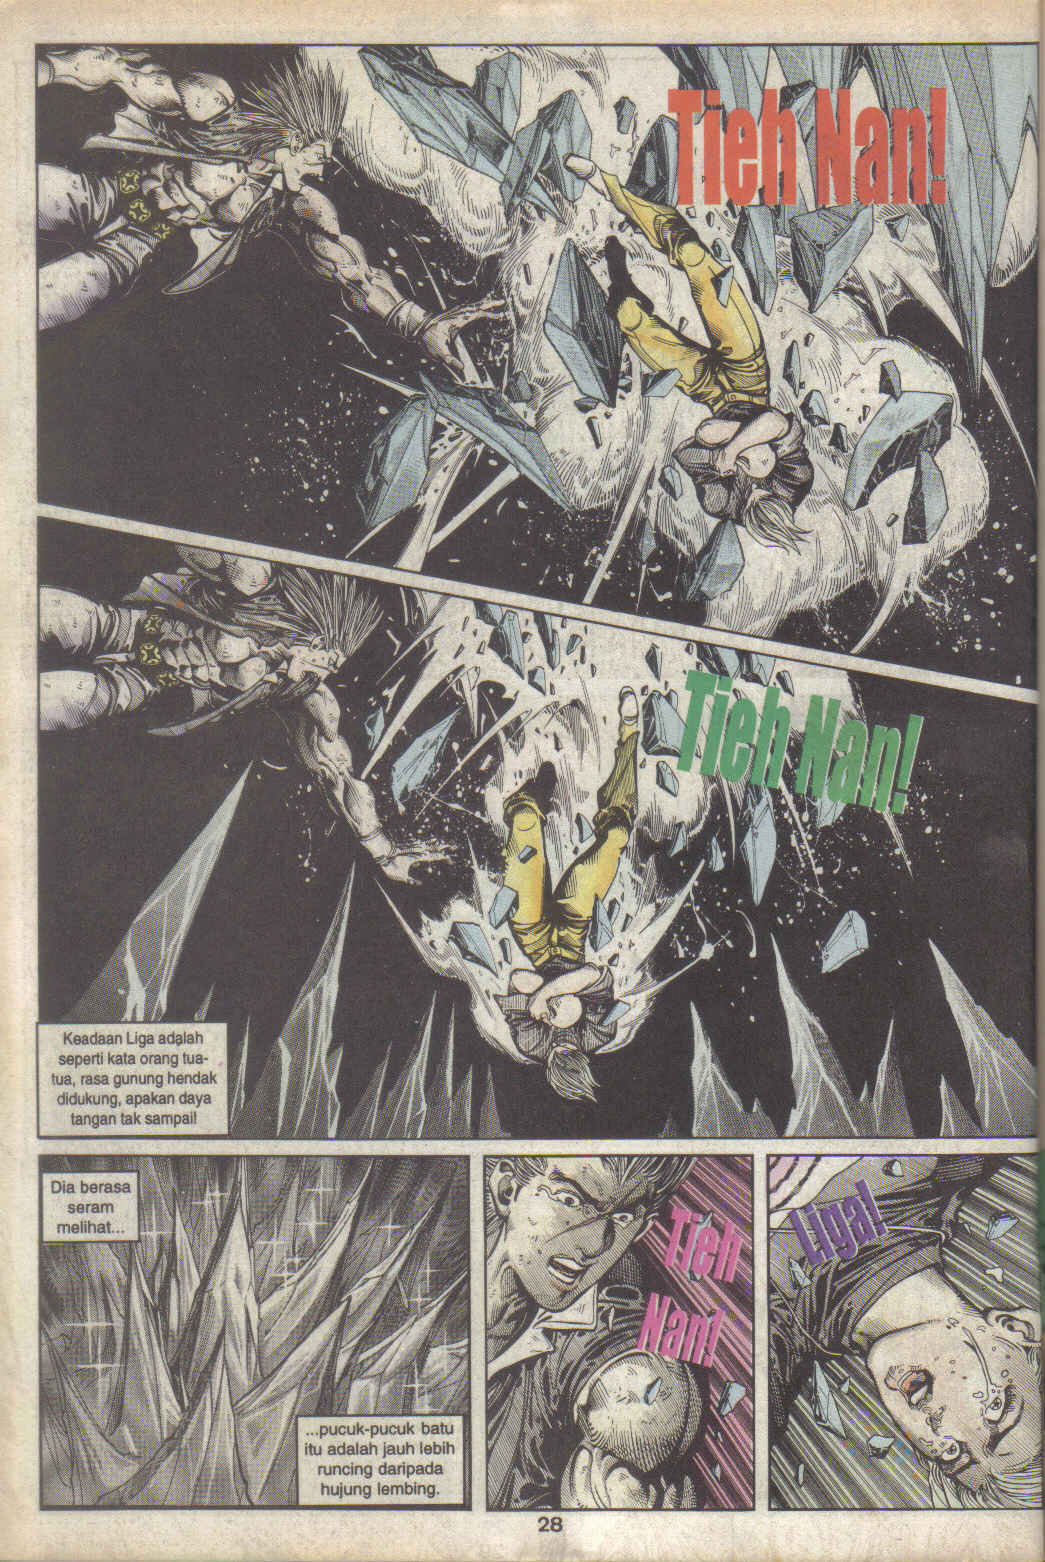 Tieh Nan!
Tieh Nan!
Keadaan Liga adalah
seperti kata orang tua-
tua, rasa gunung hendak
didukung, apakan daya
tangan tak sampai!
Dia berasa
seram
melihat...
...pucuk-pucuk batu
itu adalah jauh lebih
runcing daripada
hujung lembing.
Tieh
Nan!
Liga!
28